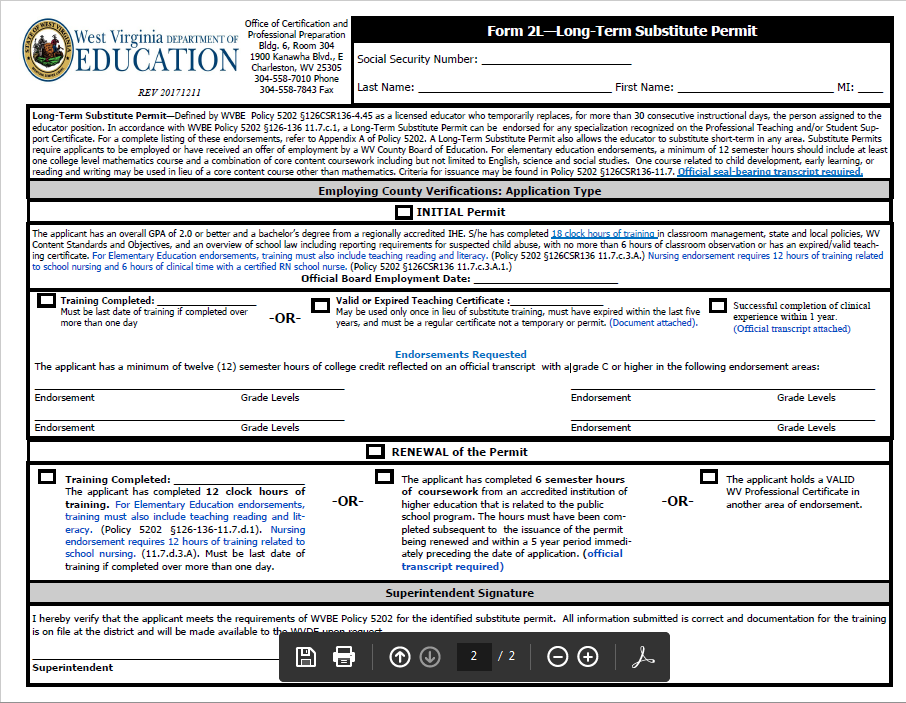 STATE OF WEST VIRGINIA
West Virginia DEPARTMENT OF
EDUCATION
REV 20171211
Office of Certification and
Professional Preparation
Bldg. 6, Room 304
1900 Kanawha Blvd., E
Charleston, WV 25305
304-558-7010 Phone
304-558-7843 Fax
Form 2L—Long-Term Substitute Permit
Social Security Number:
Last Name: First Name: MI:
Long-Term Substitute Permit—Defined by WVBE Policy 5202 §126CSR136-4.45 as a licensed educator who temporarily replaces, for more than 30 consecutive instructional days, the person assigned to the
educator position. In accordance with WVBE Policy 5202 §126-136 11.7.c.1, a Long-Term Substitute Permit can be endorsed for any specialization recognized on the Professional Teaching and/or Student Sup-
port Certificate. For a complete listing of these endorsements, refer to Appendix A of Policy 5202. A Long-Term Substitute Permit also allows the educator to substitute short-term in any area. Substitute Permits
require applicants to be employed or have received an offer of employment by a WV County Board of Education. For elementary education endorsements, a minimum of 12 semester hours should include at least
one college level mathematics course and a combination of core content coursework including but not limited to English, science and social studies. One course related to child development, early learning, or
reading and writing may be used in lieu of a core content course other than mathematics. Criteria for issuance may be found in Policy 5202 §126CSR136-11.7. Official seal-bearing transcript required.
Employing County Verifications: Application Type
INITIAL Permit
The applicant has an overall GPA of 2.0 or better and a bachelor's degree from a regionally accredited IHE. S/he has completed 18 clock hours of training in classroom management, state and local policies, WV
Content Standards and Objectives, and an overview of school law including reporting requirements for suspected child abuse, with no more than 6 hours of classroom observation or has an expired/valid teach-
ing certificate. For Elementary Education endorsements, training must also include teaching reading and literacy. (Policy 5202 §126CSR136 11.7.c.3.A.) Nursing endorsement requires 12 hours of training related
to school nursing and 6 hours of clinical time with a certified RN school nurse. (Policy 5202 §126CSR136 11.7.c.3.A.1.)
Official Board Employment Date:
Training Completed:
Must be last date of training if completed over
more than one day
-OR-
Valid or Expired Teaching Certificate :
May be used only once in lieu of substitute training, must have expired within the last five
years, and must be a regular certificate not a temporary or permit. (Document attached).
Successful completion of clinical
experience within 1 year.
(Official transcript attached)
Endorsements Requested
The applicant has a minimum of twelve (12) semester hours of college credit reflected on an official transcript with a grade C or higher in the following endorsement areas:
Endorsement Grade Levels Endorsement Grade Levels
Endorsement Grade Levels Endorsement Grade Levels
RENEWAL of the Permit
Training Completed:
The applicant has completed 12 clock hours of
training. For Elementary Education endorsements,
training must also include teaching reading and lit-
eracy. (Policy 5202 §126-136-11.7.d.1). Nursing
endorsement requires 12 hours of training related to
school nursing. (11.7.d.3.A). Must be last date of
training if completed over more than one day.
-OR-
The applicant has completed 6 semester hours
of coursework from an accredited institution of
higher education that is related to the public
school program. The hours must have been com-
pleted subsequent to the issuance of the permit
being renewed and within a 5 year period immedi-
ately preceding the date of application. (official
transcript required)
-OR-
The applicant holds a VALID
WV Professional Certificate in
another area of endorsement.
Superintendent Signature
I hereby verify that the applicant meets the requirements of WVBE Policy 5202 for the identified substitute permit. All information submitted is correct and documentation for the training
is on file at the district and will be made available to the WVDE upon request.
Superintendent
2 / 2